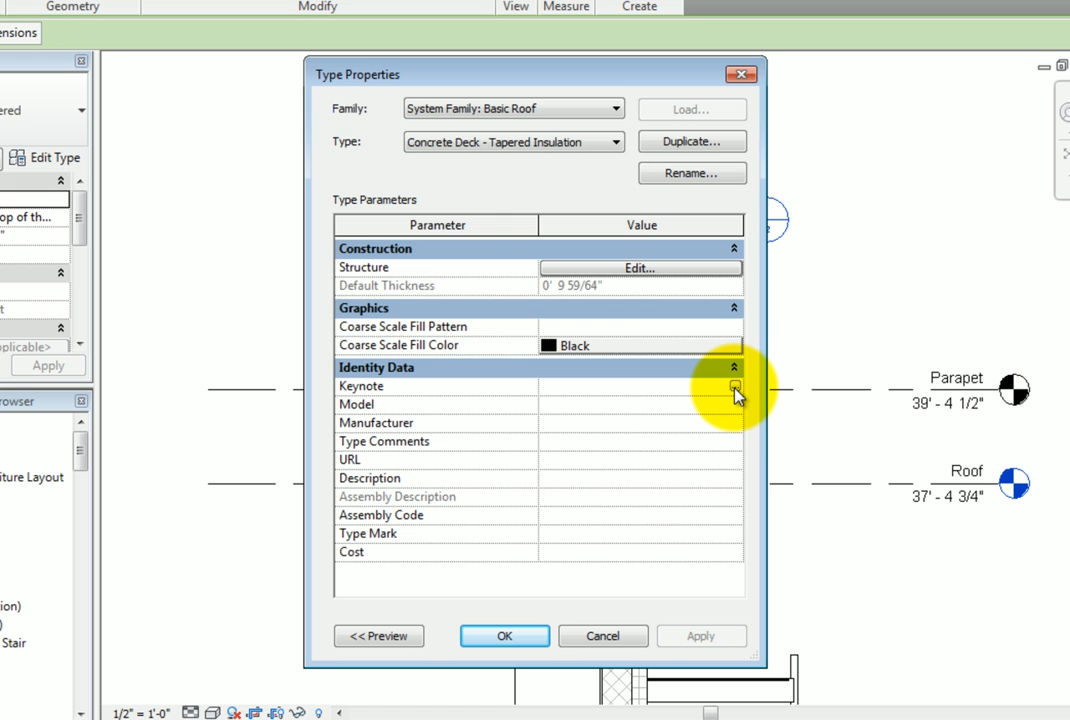 Geometry Modify View Measure Create
ensions
Type Properties
Family: System Family: Basic Roof Load...
ered
Type: Concrete Deck - Tapered Insulation Duplicate...
Edit Type
Rename...
Type Parameters
op of th...
Parameter Value
Construction
Structure Edit...
Default Thickness 0' 9 59/64"
Graphics
Coarse Scale Fill Pattern
Coarse Scale Fill Color Black
plicable>
Apply
Identity Data
Keynote
Parapet
39' - 4 1/2"
Model
rowser
Manufacturer
Type Comments
URL
Roof
37' - 4 3/4"
iture Layout
Description
Assembly Description
Assembly Code
Type Mark
Cost
ion)
)
Stair
<< Preview OK Cancel Apply
1/2" = 1'-0"